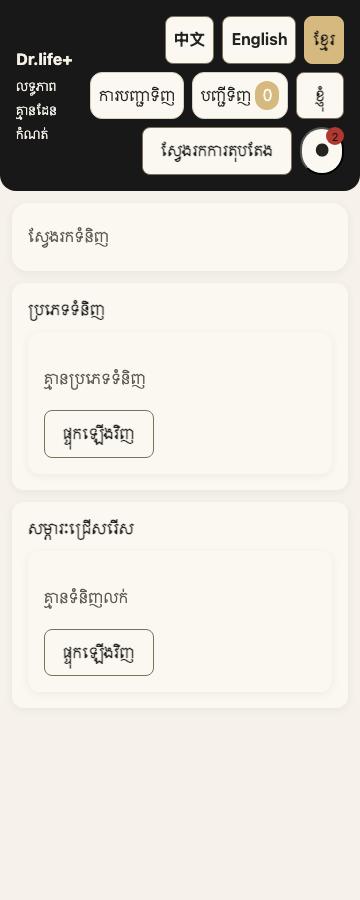 中文
English
ខ្មែរ
Dr.life+
លទ្ធភាព
គ្មានដែន
កំណត់
ការបញ្ជាទិញ
បញ្ជីទិញ 0
ខ្ញុំ
ស្វែងរកការតុបតែង
2
ស្វែងរកទំនិញ
ប្រភេទទំនិញ
គ្មានប្រភេទទំនិញ
ផ្ទុកឡើងវិញ
សម្ភារៈជ្រើសរើស
គ្មានទំនិញលក់
ផ្ទុកឡើងវិញ